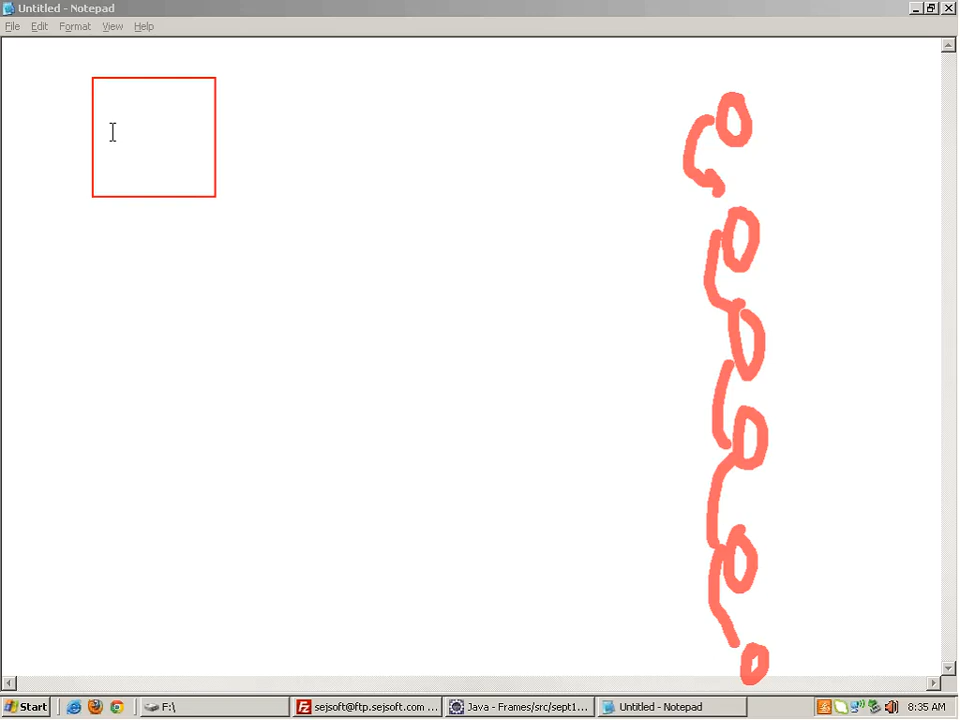 Untitled - Notepad
File Edit Format View Help
Start F:\ sejsoft@ftp.sejsoft.com ... Java - Frames/src/sept1... Untitled - Notepad 8:35 AM